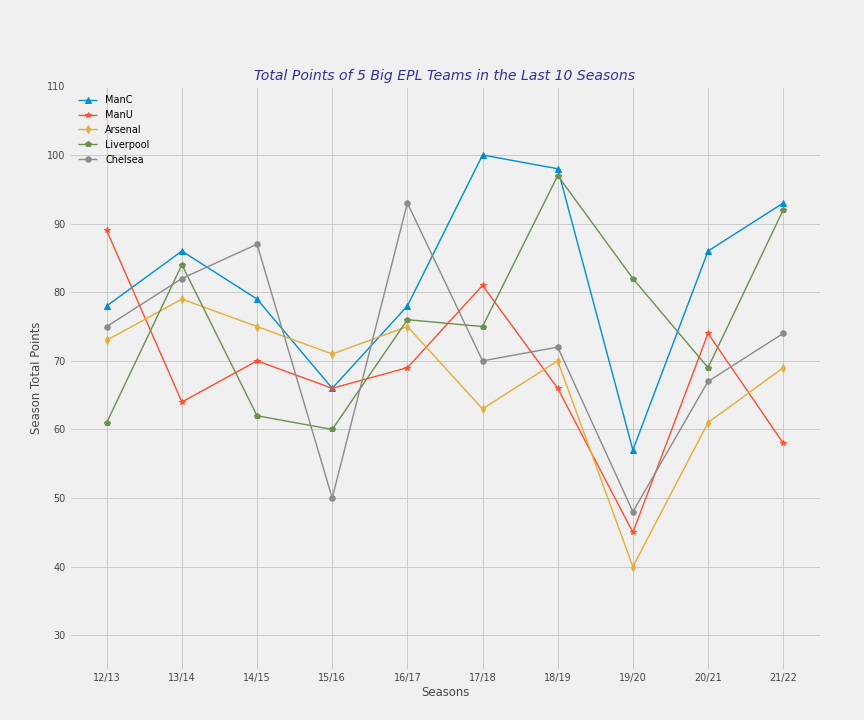 Total Points of 5 Big EPL Teams in the Last 10 Seasons
110
100
90
80
70
60
50
40
30
ManC
ManU
Arsenal
Liverpool
Chelsea
Season Total Points
12/13 13/14 14/15 15/16 16/17 17/18 18/19 19/20 20/21 21/22
Seasons